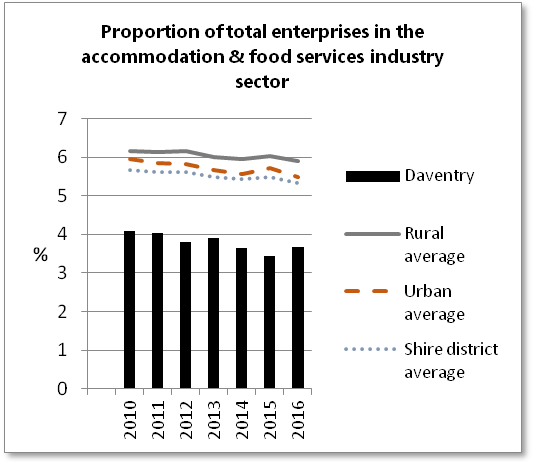 Proportion of total enterprises in the
accommodation & food services industry
sector
7
6
5
4
3
2
1
0
%
2010
2011
2012
2013
2014
2015
2016
Daventry
Rural
average
Urban
average
Shire district
average